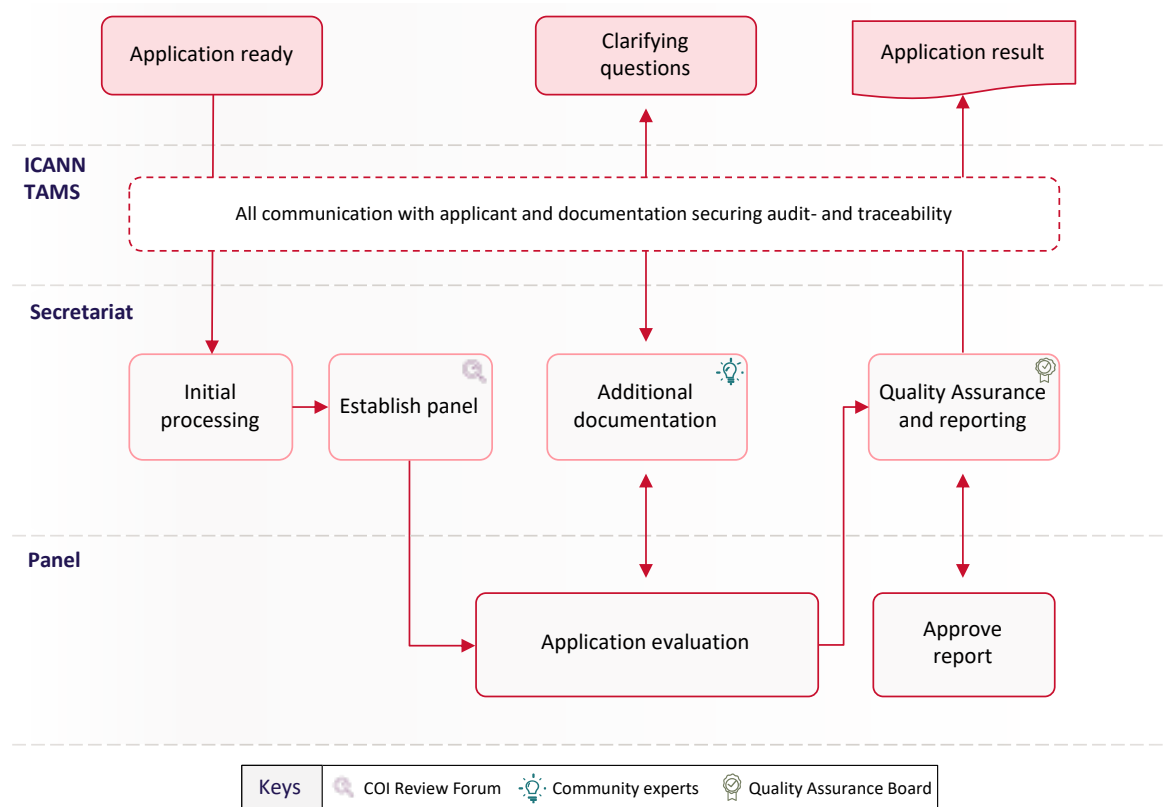 Application ready
Clarifying
questions
Application result
ICANN
TAMS
All communication with applicant and documentation securing audit- and traceability
Secretariat
Initial
processing
Establish panel
Additional
documentation
Quality Assurance
and reporting
Panel
Application evaluation
Approve
report
Keys
COI Review Forum
Community experts
Quality Assurance Board